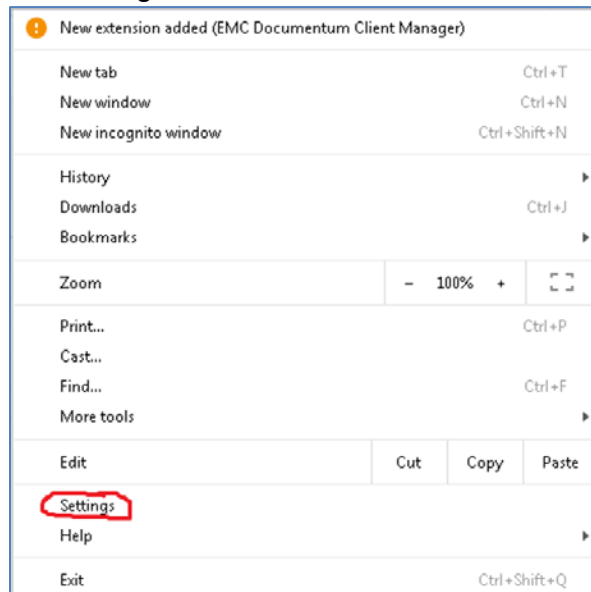 New extension added (EMC Documentum Client Manager)
New tab Ctrl+T
New window Ctrl+N
New incognito window Ctrl+Shift+N
History
Downloads Ctrl+J
Bookmarks
Zoom - 100% +
Print... Ctrl+P
Cast...
Find... Ctrl+F
More tools
Edit Cut Copy Paste
Settings
Help
Exit Ctrl+Shift+Q